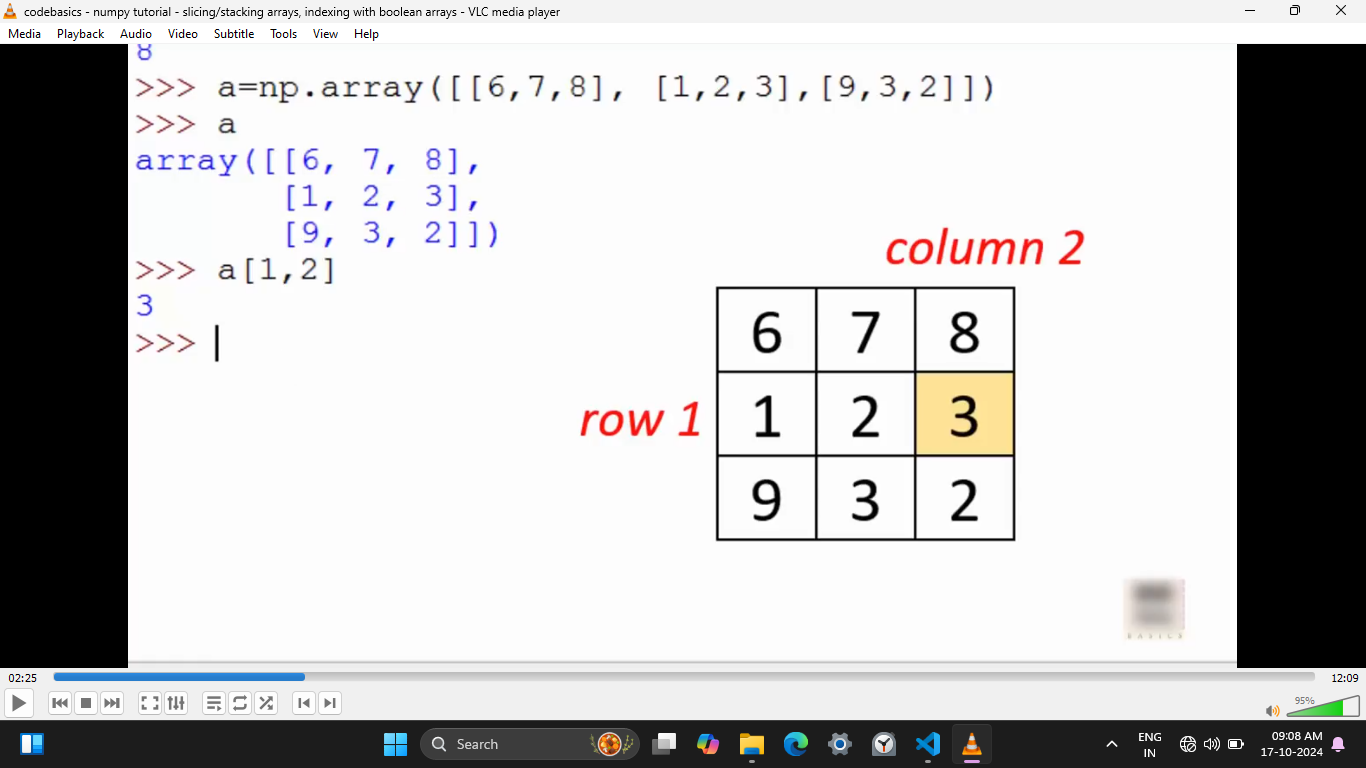 codebasics - numpy tutorial - slicing/stacking arrays, indexing with boolean arrays - VLC media player
Media Playback Audio Video Subtitle Tools View Help
8
>>> a=np.array([[6,7,8], [1,2,3],[9,3,2]])
>>> a
array([[6, 7, 8],
[1, 2, 3],
[9, 3, 2]])
>>> a[1,2]
3
>>>
column 2
6 7 8
row 1 1 2 3
9 3 2
BASICS
02:25 12:09
95%
Search
ENG
IN
09:08 AM
17-10-2024